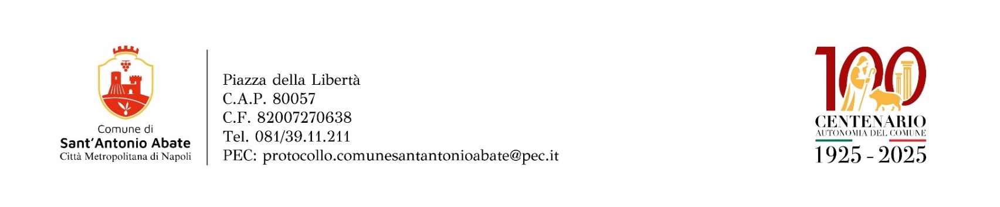 Comune di
Sant'Antonio Abate
Città Metropolitana di Napoli
Piazza della Libertà
C.A.P. 80057
C.F. 82007270638
Tel. 081/39.11.211
PEC: protocollo.comunesantantonioabate@pec.it
100
CENTENARIO
AUTONOMIA DEL COMUNE
1925 - 2025